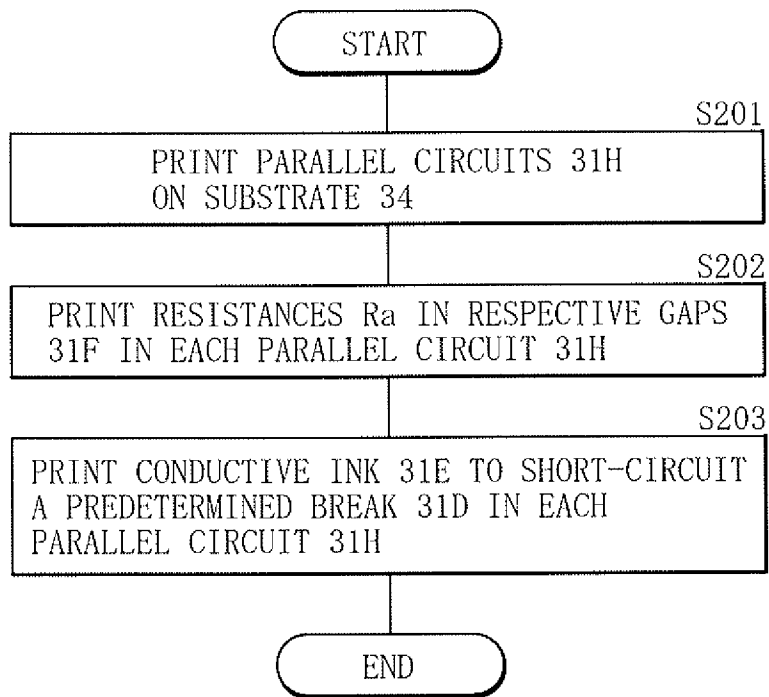 START
S201
PRINT PARALLEL CIRCUITS 31H
ON SUBSTRATE 34
S202
PRINT RESISTANCES Ra IN RESPECTIVE GAPS
31F IN EACH PARALLEL CIRCUIT 31H
S203
PRINT CONDUCTIVE INK 31E TO SHORT-CIRCUIT
A PREDETERMINED BREAK 31D IN EACH
PARALLEL CIRCUIT 31H
END